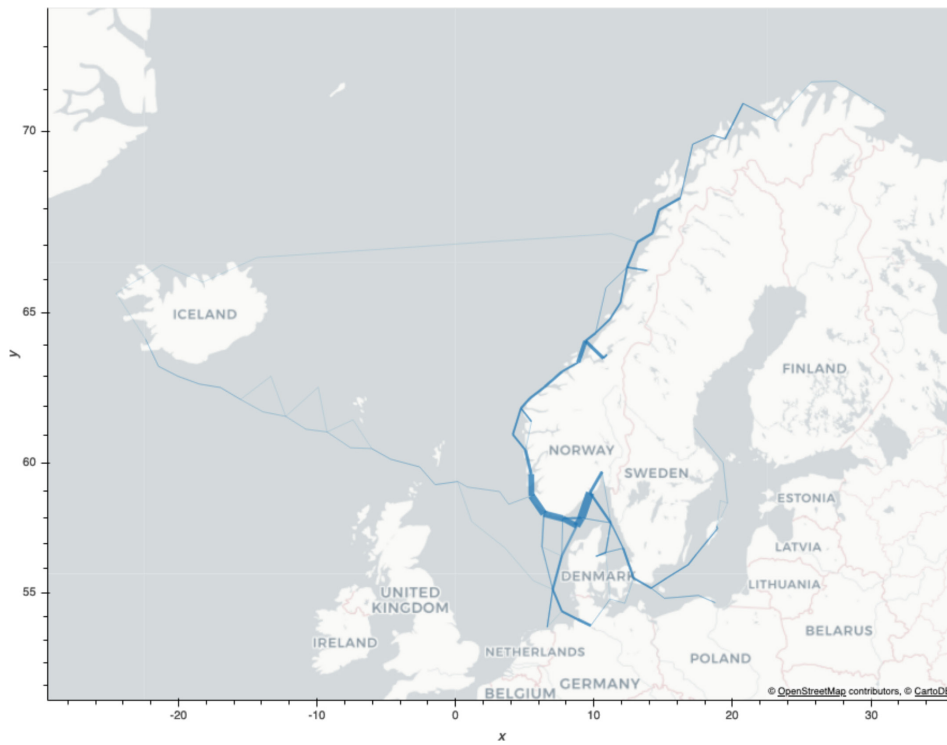 70
65
60
55
y
ICELAND
FINLAND
NORWAY
SWEDEN
ESTONIA
LATVIA
DENMARK
LITHUANIA
UNITED
KINGDOM
BELARUS
IRELAND
NETHERLANDS
POLAND
GERMANY
BELGIUM
© OpenStreetMap contributors, © CartoDB
-20
-10
0
10
20
30
x